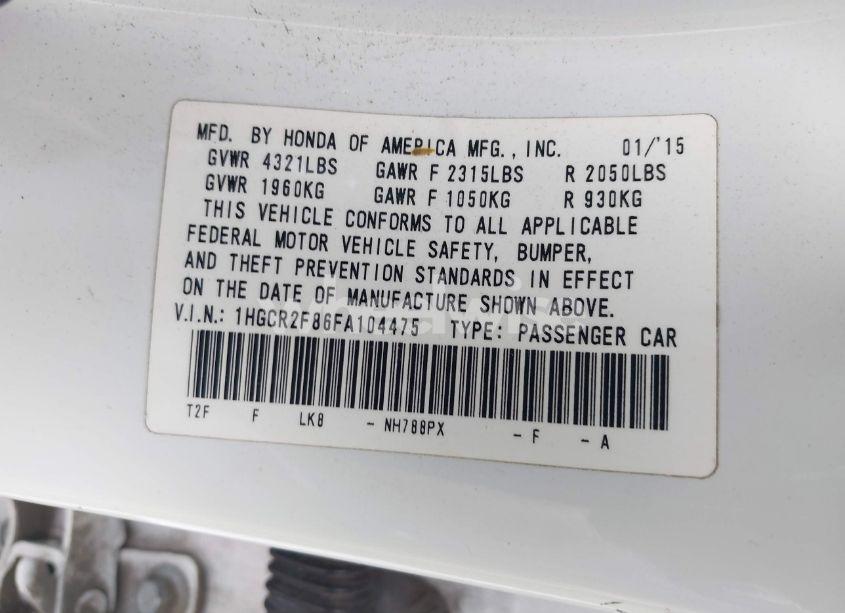 MFD. BY HONDA OF AMERICA MFG., INC. 01/'15
GVWR 4321LBS GAWR F 2315LBS R 2050LBS
GVWR 1960KG GAWR F 1050KG R 930KG
THIS VEHICLE CONFORMS TO ALL APPLICABLE
FEDERAL MOTOR VEHICLE SAFETY, BUMPER,
AND THEFT PREVENTION STANDARDS IN EFFECT
ON THE DATE OF MANUFACTURE SHOWN ABOVE.
V.I.N.: 1HGCR2F86FA104475 TYPE: PASSENGER CAR
T2F F LK8 - NH788PX - F - A